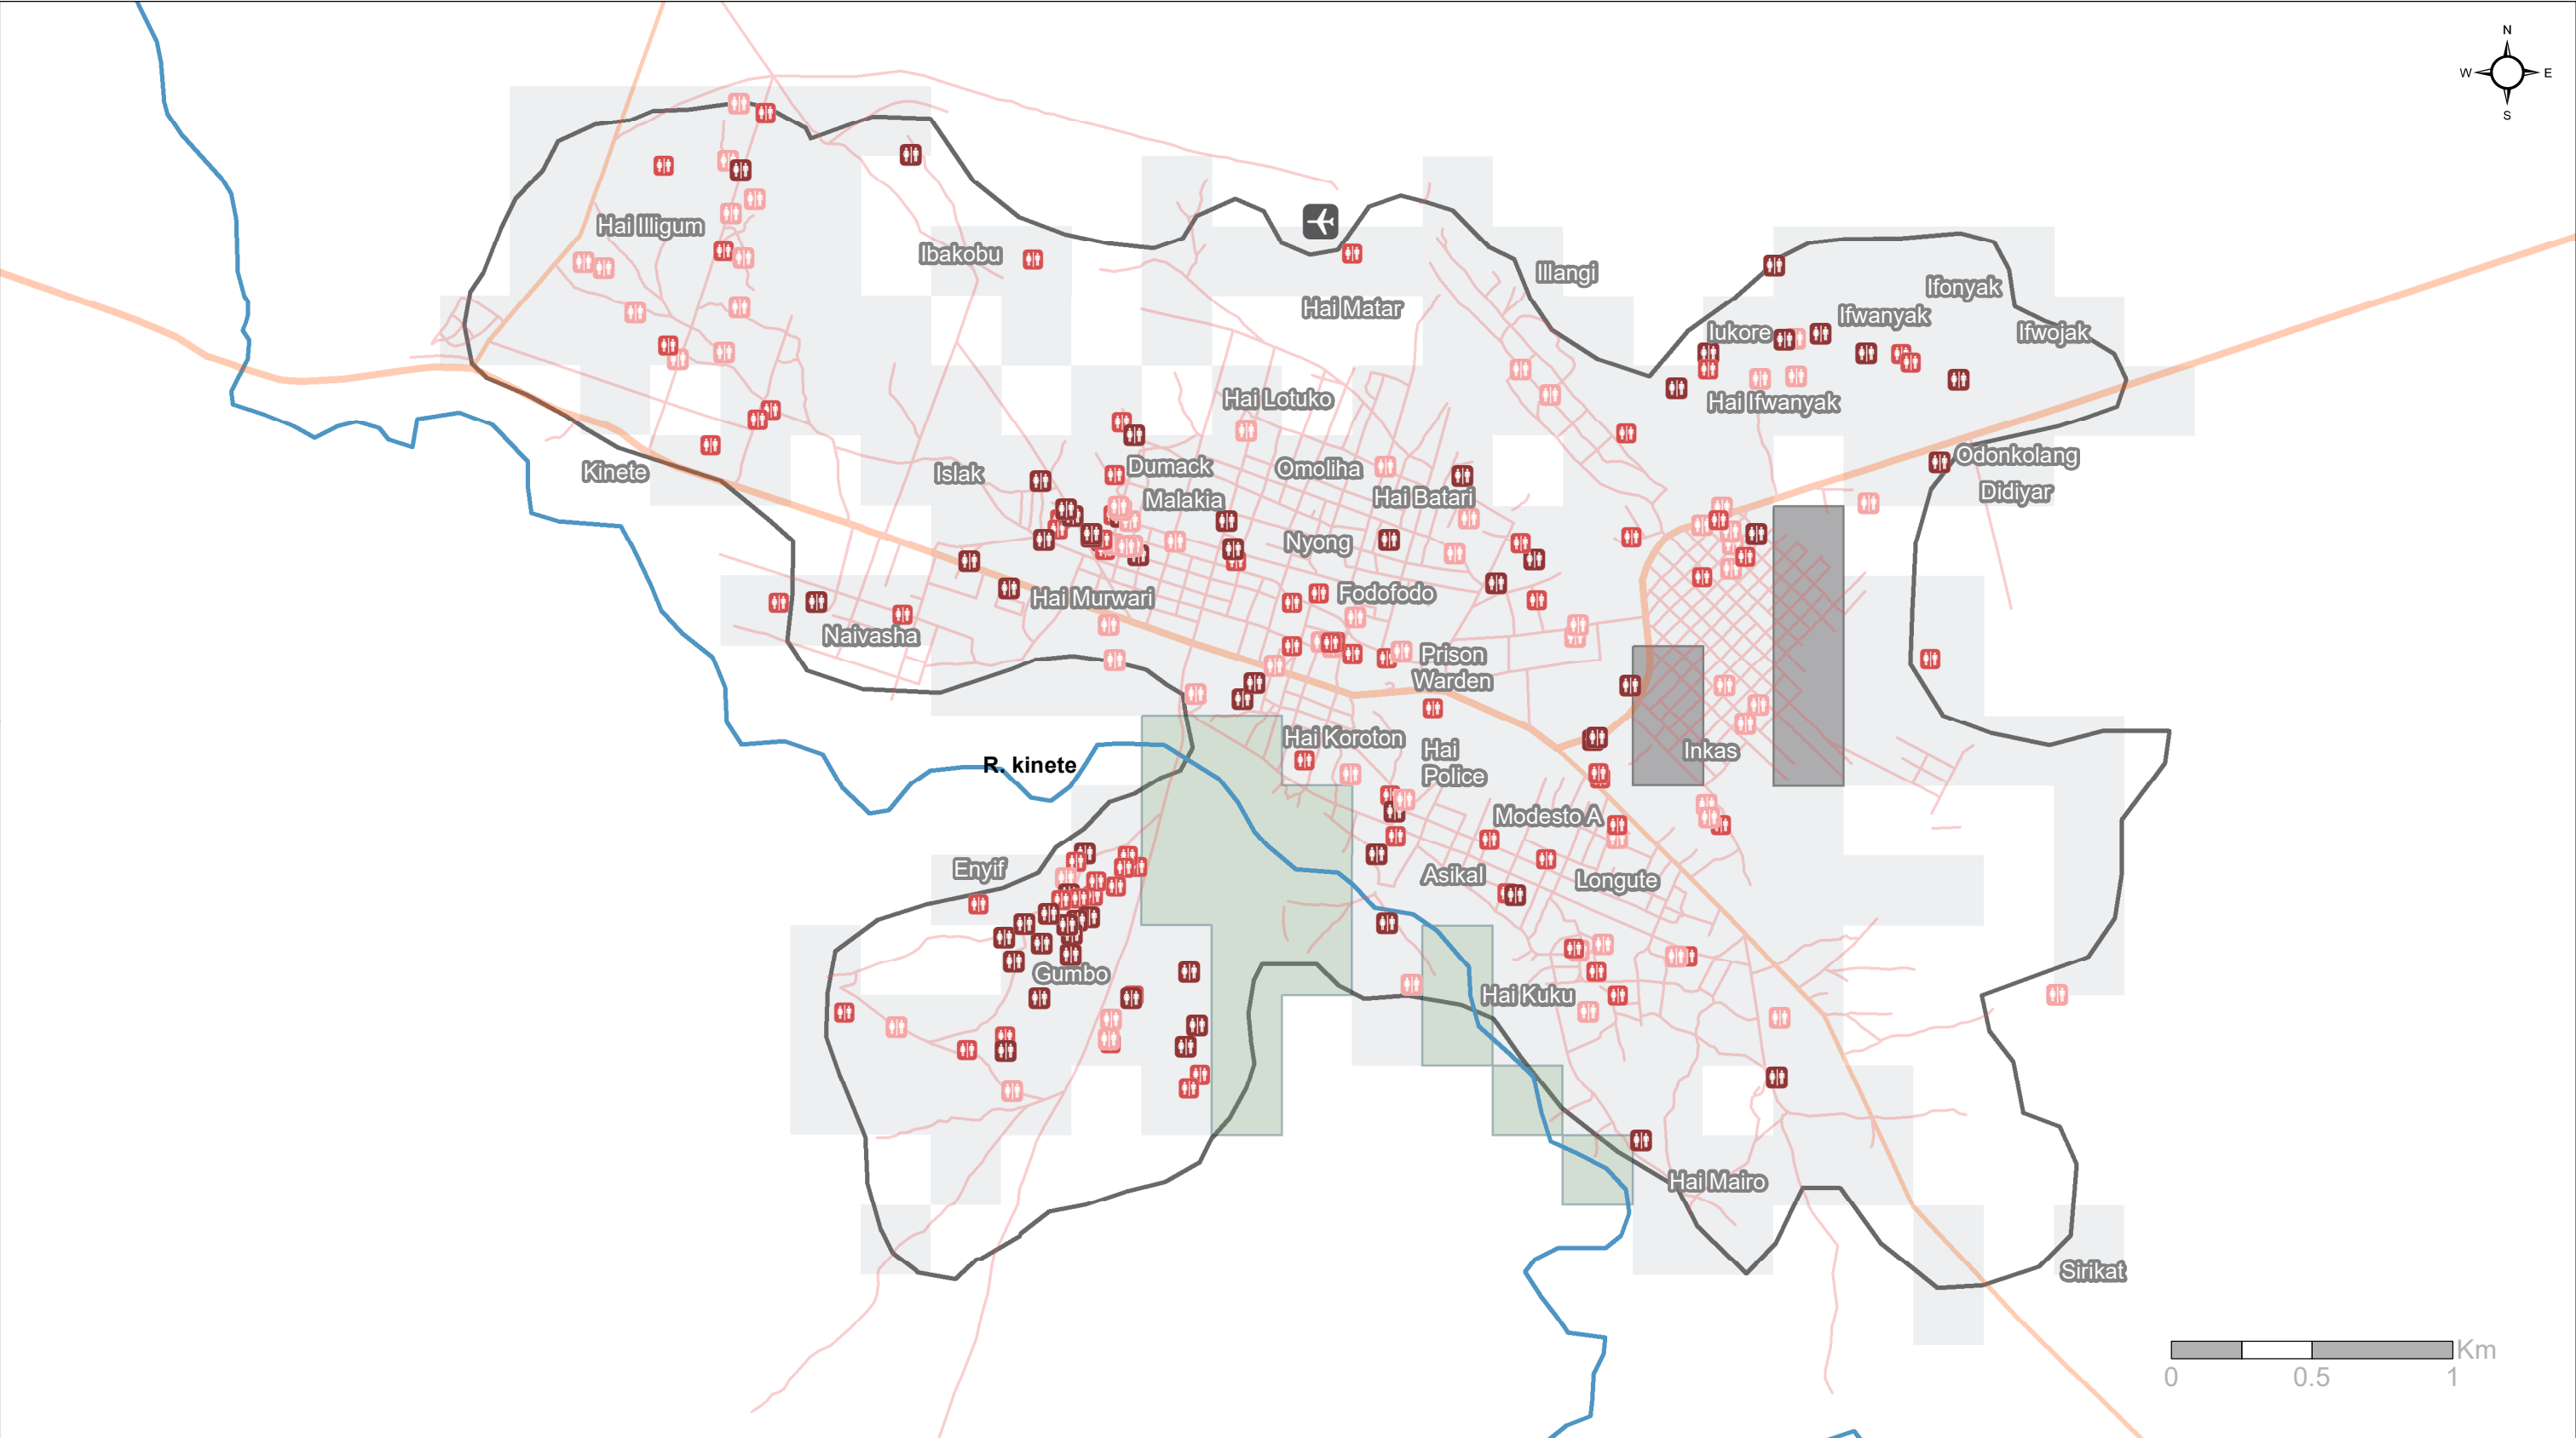 N
W E
S
Hai Illigum
Ibakobu
Illangi
Hai Matar
Ifonyak
Ifwanyak
Iukore
Ifwojak
Hai Lotuko
Hai Ifwanyak
Kinete
Islak
Dumack
Omoliha
Odonkolang
Malakia
Hai Batari
Didiyar
Nyong
Hai Murwari
Fodofodo
Naivasha
Prison
Warden
R. kinete
Hai Koroton
Hai
Police
Inkas
Modesto A
Enyif
Asikal
Longute
Gumbo
Hai Kuku
Hai Mairo
Sirikat
Km
0 0.5 1